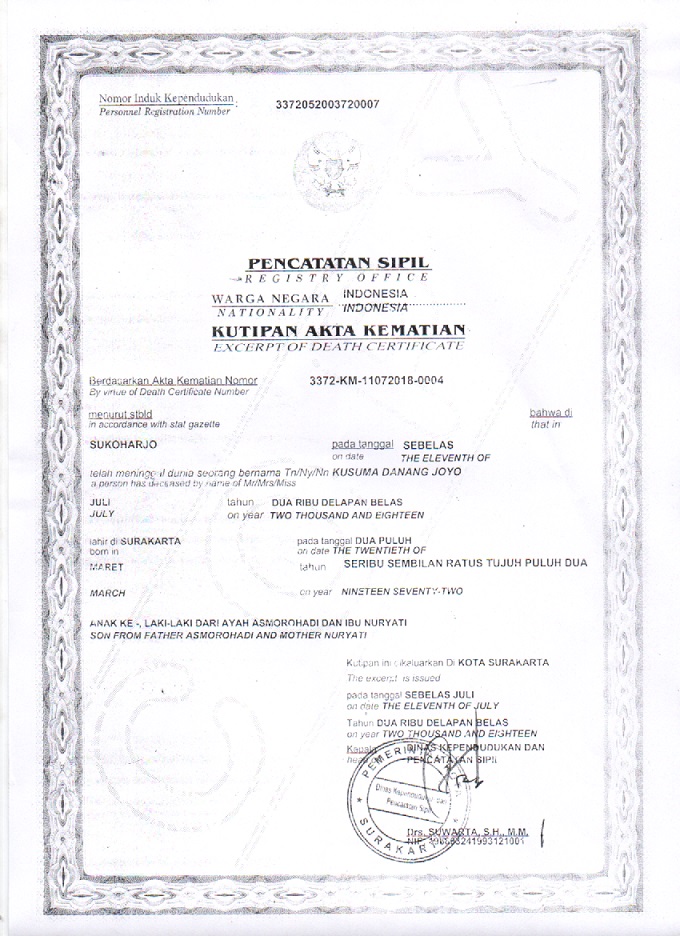 Nomor Induk Kependudukan : 3372052003720007
Personnel Registration Number
PENCATATAN SIPIL
REGISTRY OFFICE
WARGA NEGARA INDONESIA
NATIONALITY INDONESIA
KUTIPAN AKTA KEMATIAN
EXCERPT OF DEATH CERTIFICATE
Berdasarkan Akta Kematian Nomor 3372-KM-11072018-0004
By virtue of Death Certificate Number
menurut stbld bahwa di
in accordance with stat gazette that in
SUKOHARJO pada tanggal SEBELAS
on date THE ELEVENTH OF
telah meninggal dunia seorang bernama Tn/Ny/Nn KUSUMA DANANG JOYO
a person has deceased by name of Mr/Mrs/Miss
JULI tahun DUA RIBU DELAPAN BELAS
JULY on year TWO THOUSAND AND EIGHTEEN
lahir di SURAKARTA pada tanggal DUA PULUH
born in on date THE TWENTIETH OF
MARET tahun SERIBU SEMBILAN RATUS TUJUH PULUH DUA
MARCH on year NINETEEN SEVENTY-TWO
ANAK KE -, LAKI-LAKI DARI AYAH ASMOROHADI DAN IBU NURYATI
SON FROM FATHER ASMOROHADI AND MOTHER NURYATI
Kutipan ini dikeluarkan Di KOTA SURAKARTA
The excerpt is issued
pada tanggal SEBELAS JULI
on date THE ELEVENTH OF JULY
Tahun DUA RIBU DELAPAN BELAS
on year TWO THOUSAND AND EIGHTEEN
Kepala DINAS KEPENDUDUKAN DAN
PENCATATAN SIPIL
Dinas Kependudukan dan
Pencatatan Sipil
SURAKARTA
Drs. SUWARTA, S.H., M.M.
NIP.